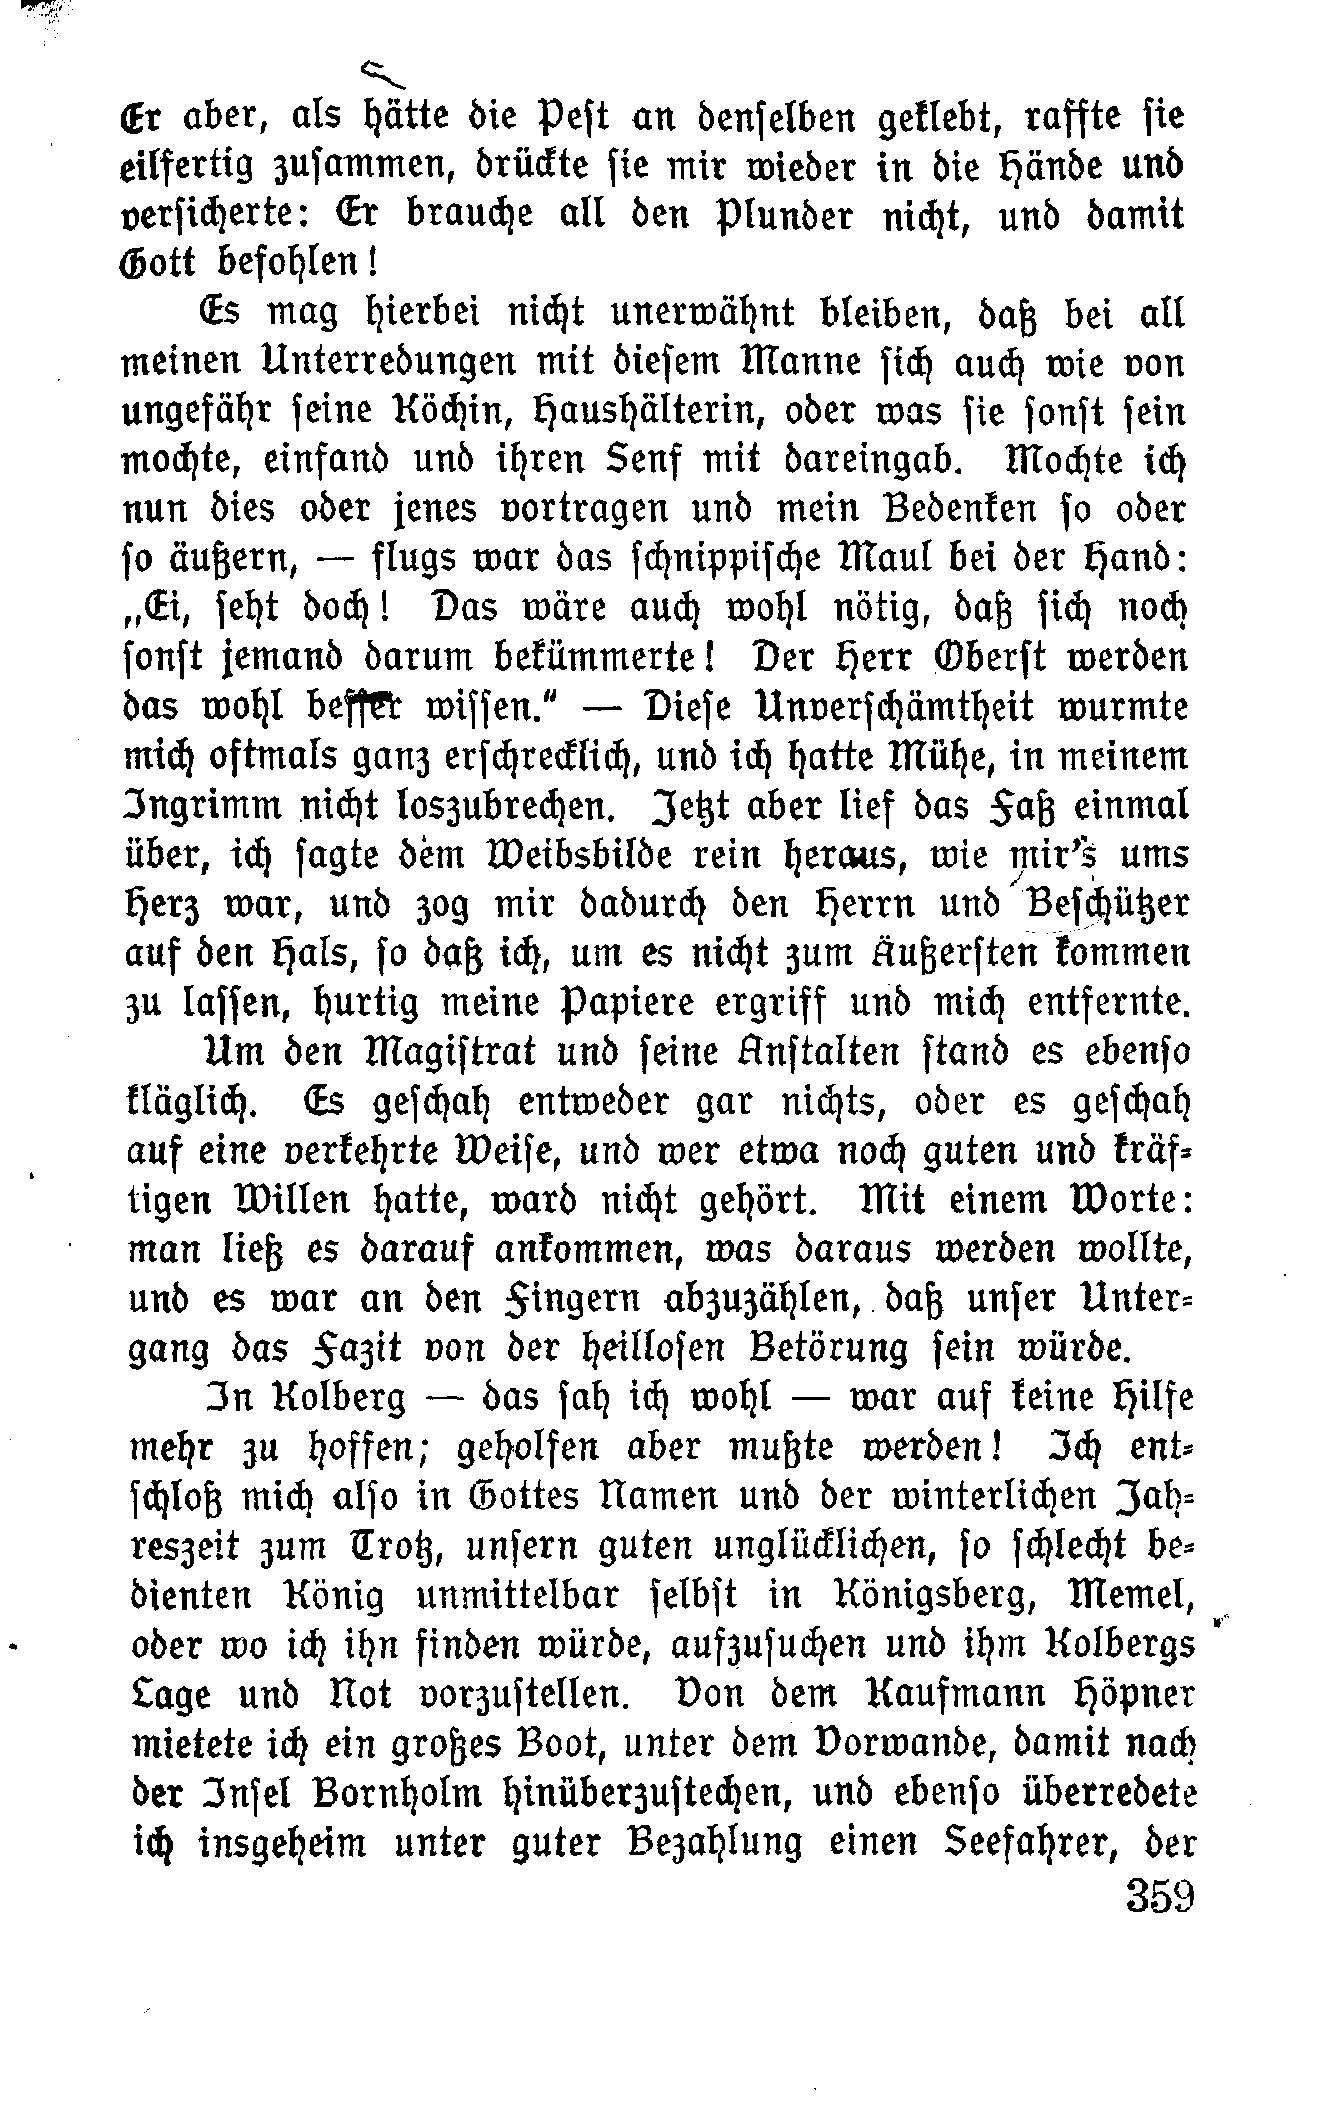 Er aber, als hätte die Pest an denselben geklebt, raffte sie
eilfertig zusammen, drückte sie mir wieder in die Hände und
versicherte: Er brauche all den Plunder nicht, und damit
Gott befohlen!
Es mag hierbei nicht unerwähnt bleiben, daß bei all
meinen Unterredungen mit diesem Manne sich auch wie von
ungefähr seine Köchin, Haushälterin, oder was sie sonst sein
mochte, einfand und ihren Senf mit dareingab. Mochte ich
nun dies oder jenes vortragen und mein Bedenken so oder
so äußern, — flugs war das schnippische Maul bei der Hand:
„Ei, seht doch! Das wäre auch wohl nötig, daß sich noch
sonst jemand darum bekümmerte! Der Herr Oberst werden
das wohl besser wissen.“ — Diese Unverschämtheit wurmte
mich oftmals ganz erschrecklich, und ich hatte Mühe, in meinem
Ingrimm nicht loszubrechen. Jetzt aber lief das Faß einmal
über, ich sagte dem Weibsbilde rein heraus, wie mir's ums
Herz war, und zog mir dadurch den Herrn und Beschützer
auf den Hals, so daß ich, um es nicht zum Äußersten kommen
zu lassen, hurtig meine Papiere ergriff und mich entfernte.
Um den Magistrat und seine Anstalten stand es ebenso
kläglich. Es geschah entweder gar nichts, oder es geschah
auf eine verkehrte Weise, und wer etwa noch guten und kräf-
tigen Willen hatte, ward nicht gehört. Mit einem Worte:
man ließ es darauf ankommen, was daraus werden wollte,
und es war an den Fingern abzuzählen, daß unser Unter-
gang das Fazit von der heillosen Betörung sein würde.
In Kolberg — das sah ich wohl — war auf keine Hilfe
mehr zu hoffen; geholfen aber mußte werden! Ich ent-
schloß mich also in Gottes Namen und der winterlichen Jah-
reszeit zum Trotz, unsern guten unglücklichen, so schlecht be-
dienten König unmittelbar selbst in Königsberg, Memel,
oder wo ich ihn finden würde, aufzusuchen und ihm Kolbergs
Lage und Not vorzustellen. Von dem Kaufmann Höpner
mietete ich ein großes Boot, unter dem Vorwande, damit nach
der Insel Bornholm hinüberzustechen, und ebenso überredete
ich insgeheim unter guter Bezahlung einen Seefahrer, der
359